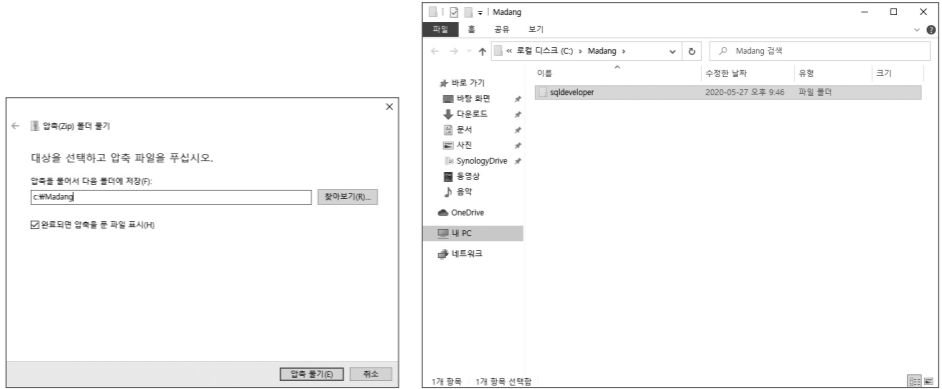 압축(Zip) 폴더 풀기
대상을 선택하고 압축 파일을 푸십시오.
압축을 풀어서 다음 폴더에 저장(F):
c:₩Madang
찾아보기(R)...
완료되면 압축을 푼 파일 표시(H)
압축 풀기(E) 취소
Madang
파일 홈 공유 보기
« 로컬 디스크 (C:) › Madang ›
Madang 검색
이름 수정한 날짜 유형 크기
sqldeveloper 2020-05-27 오후 9:46 파일 폴더
바로 가기
바탕 화면
다운로드
문서
사진
SynologyDrive
동영상
음악
OneDrive
내 PC
네트워크
1개 항목 1개 항목 선택함